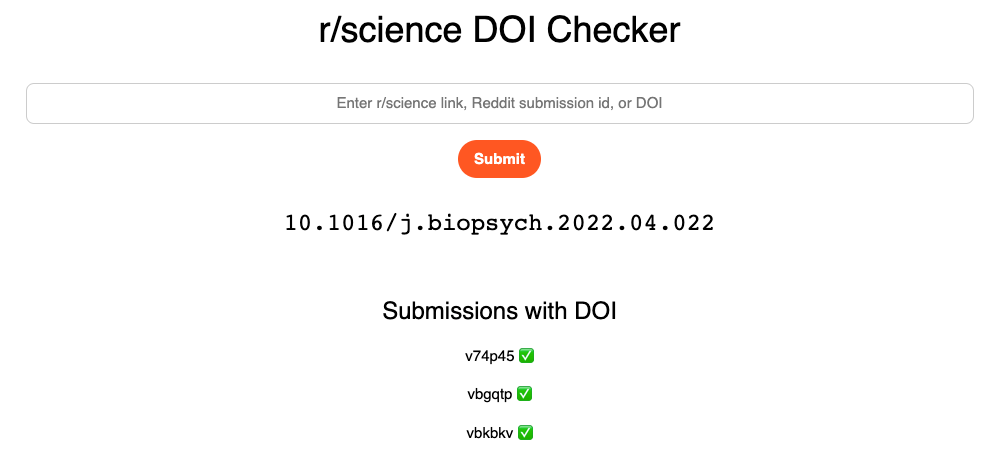 r/science DOI Checker
Enter r/science link, Reddit submission id, or DOI
Submit
10.1016/j.biopsych.2022.04.022
Submissions with DOI
v74p45 ✅
vbgqtp ✅
vbkbkv ✅